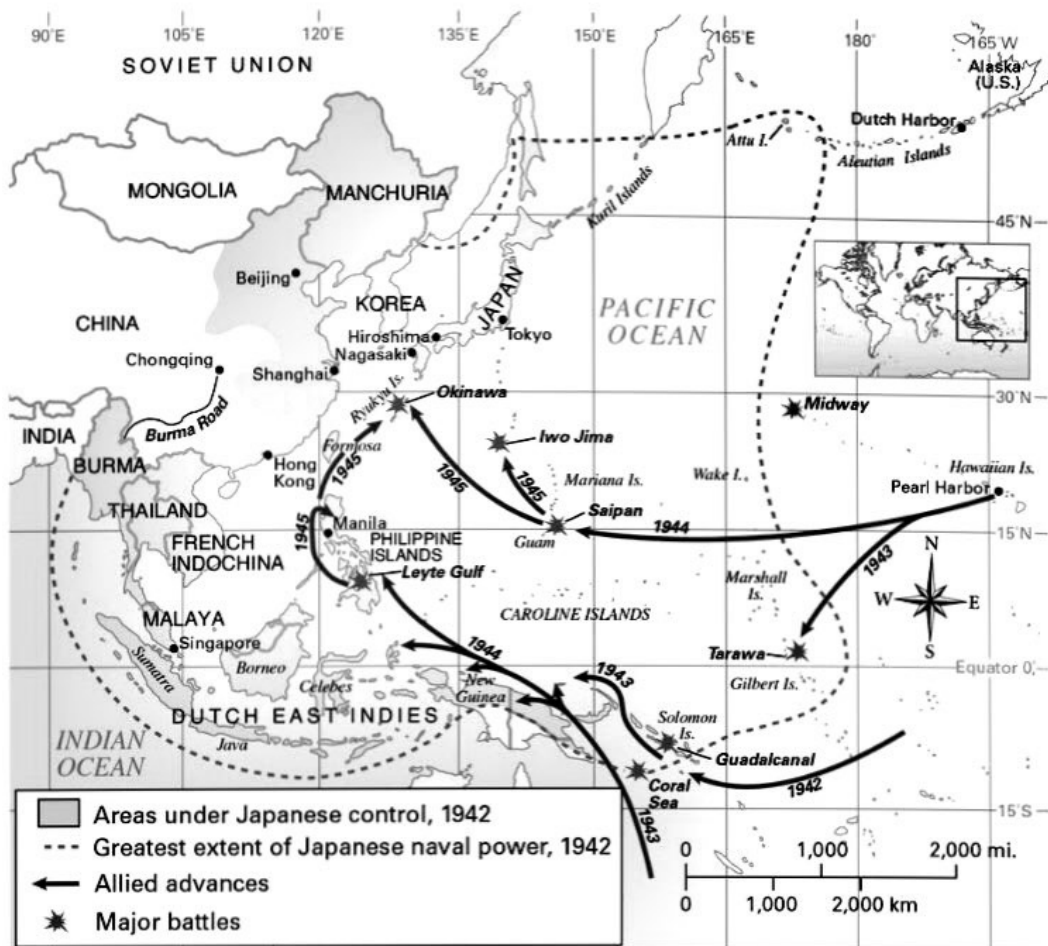 90˚E 105˚E 120˚E 135˚E 150˚E 165˚E 180˚ 165˚W
SOVIET UNION
Alaska
(U.S.)
Dutch Harbor
Attu I.
Aleutian Islands
MONGOLIA
MANCHURIA
Kuril Islands
45˚N
Beijing
KOREA
JAPAN
PACIFIC
OCEAN
CHINA
Hiroshima
Tokyo
Nagasaki
Chongqing
Shanghai
Ryukyu Is.
Okinawa
30˚N
Midway
Burma Road
INDIA
Iwo Jima
Formosa
BURMA
Hong
Kong
1945
1945
1945
Mariana Is.
Wake I.
Hawaiian Is.
Pearl Harbor
THAILAND
Saipan
1944
Manila
1945
Guam
15˚N
FRENCH
INDOCHINA
PHILIPPINE
ISLANDS
1943
Leyte Gulf
Marshall
Is.
N
W E
S
CAROLINE ISLANDS
MALAYA
Singapore
1944
Tarawa
Borneo
Equator 0˚
Sumatra
Celebes
New
Guinea
1943
Gilbert Is.
DUTCH EAST INDIES
Solomon
Is.
Java
INDIAN
OCEAN
Guadalcanal
Coral
Sea
1942
1943
15˚S
Areas under Japanese control, 1942
Greatest extent of Japanese naval power, 1942
Allied advances
Major battles
0 1,000 2,000 mi.
0 1,000 2,000 km